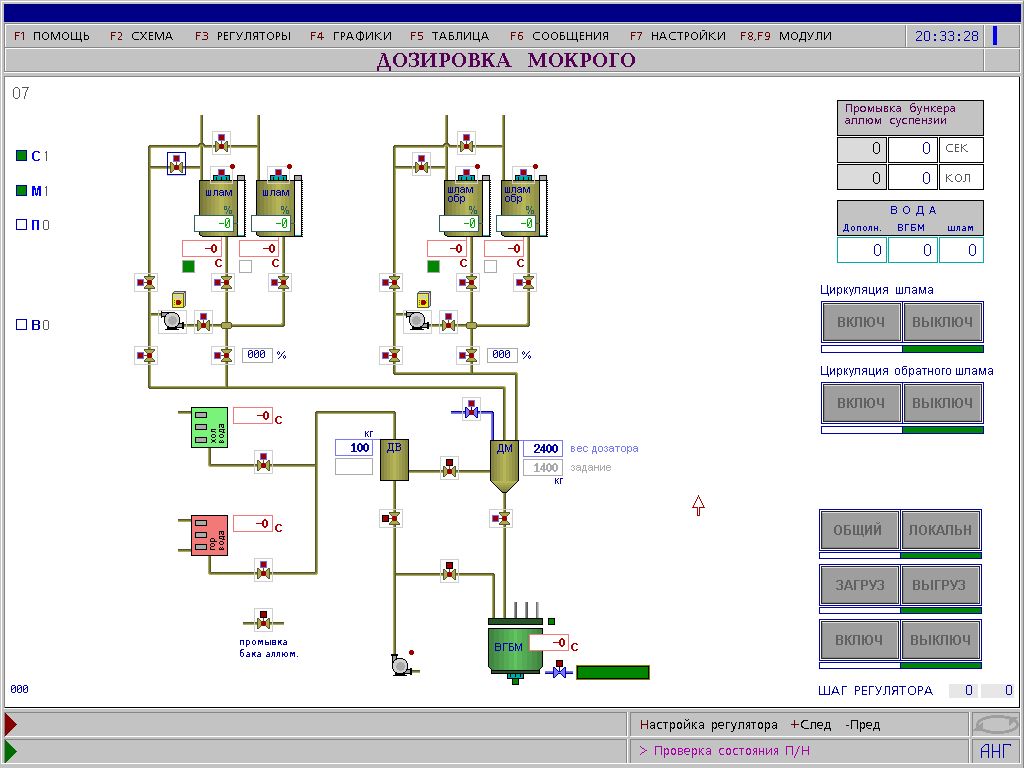 F1 ПОМОЩЬ F2 СХЕМА F3 РЕГУЛЯТОРЫ F4 ГРАФИКИ F5 ТАБЛИЦА F6 СООБЩЕНИЯ F7 НАСТРОЙКИ F8,F9 МОДУЛИ 20:33:28
ДОЗИРОВКА МОКРОГО
07
Промывка бункера
аллюм суспензии
0 0 СЕК
0 0 КОЛ
С 1
М 1
П 0
В 0
шлам % -0
шлам % -0
-0 С
-0 С
шлам обр % -0
шлам обр % -0
-0 С
-0 С
ВОДА
Дополн. ВГБМ шлам
0 0 0
Циркуляция шлама
ВКЛЮЧ ВЫКЛЮЧ
000 %
000 %
Циркуляция обратного шлама
ВКЛЮЧ ВЫКЛЮЧ
хол вода
-0 С
кг
100
ДВ
ДМ
2400 вес дозатора
1400 задание
кг
гор вода
-0 С
ОБЩИЙ ЛОКАЛЬН
ЗАГРУЗ ВЫГРУЗ
ВКЛЮЧ ВЫКЛЮЧ
промывка
бака аллюм.
ВГБМ
-0 С
000
ШАГ РЕГУЛЯТОРА 0 0
Настройка регулятора +След -Пред
> Проверка состояния П/Н
АНГ